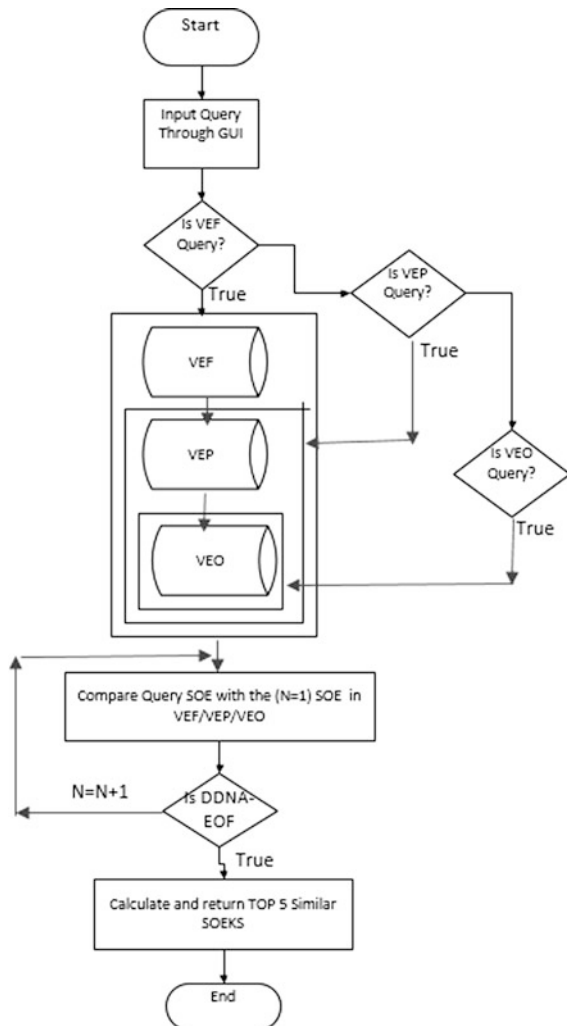 Start
Input Query
Through GUI
Is VEF
Query?
True
Is VEP
Query?
True
VEF
VEP
Is VEO
Query?
True
VEO
Compare Query SOE with the (N=1) SOE in
VEF/VEP/VEO
N=N+1
Is DDNA-
EOF
True
Calculate and return TOP 5 Similar
SOEKS
End